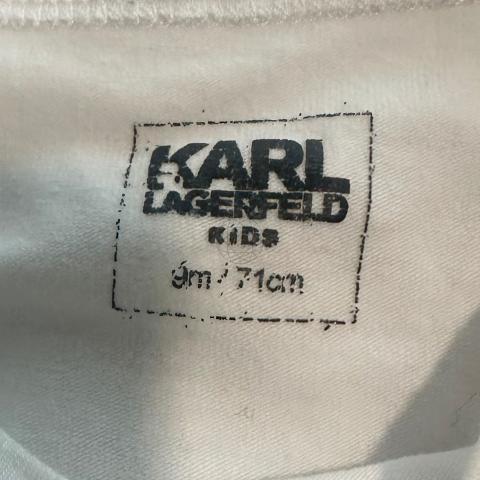 KARL
LAGERFELD
KIDS
9m / 71cm